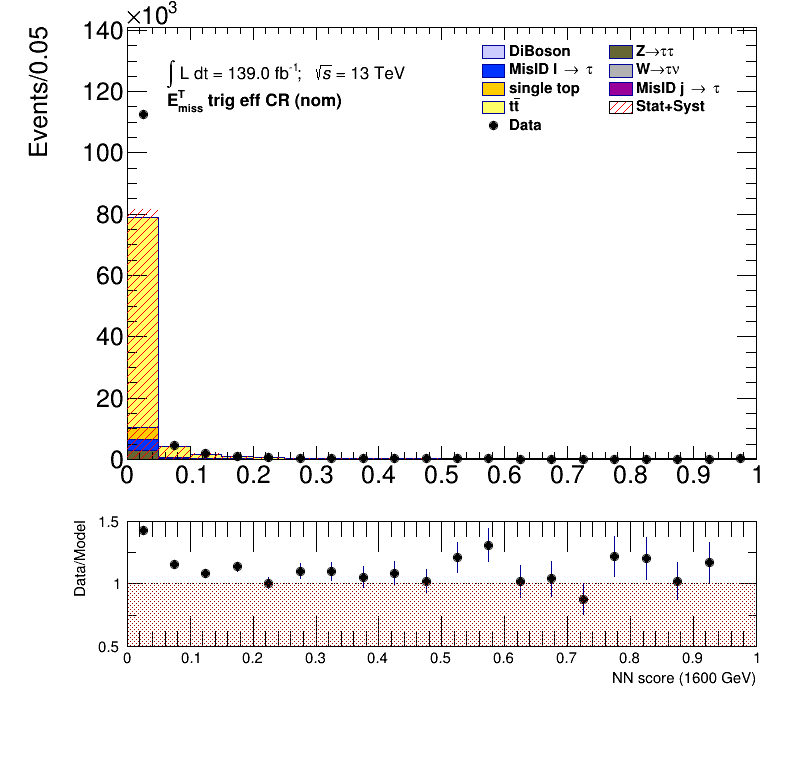 ×10³
Events/0.05
140
120
100
80
60
40
20
0
∫ L dt = 139.0 fb⁻¹; √s = 13 TeV
E^T_miss trig eff CR (nom)
DiBoson
MisID l → τ
single top
tt̄
Data
Z→ττ
W→τν
MisID j → τ
Stat+Syst
0 0.1 0.2 0.3 0.4 0.5 0.6 0.7 0.8 0.9 1
Data/Model
1.5
1
0.5
0 0.1 0.2 0.3 0.4 0.5 0.6 0.7 0.8 0.9 1
NN score (1600 GeV)